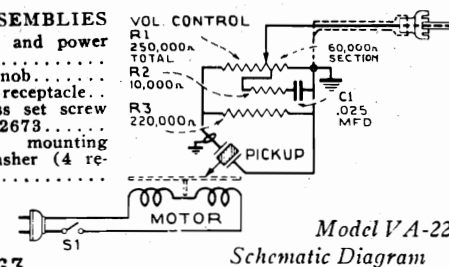 SEMBLIES
and power
nob......
receptacle..
ss set screw
2673......
mounting
asher (4 re-
VOL. CONTROL
R1
250,000Ω
TOTAL
60,000Ω
SECTION
R2
10,000Ω
C1
.025
MFD
R3
220,000Ω
PICKUP
MOTOR
S1
Model VA-22
Schematic Diagram